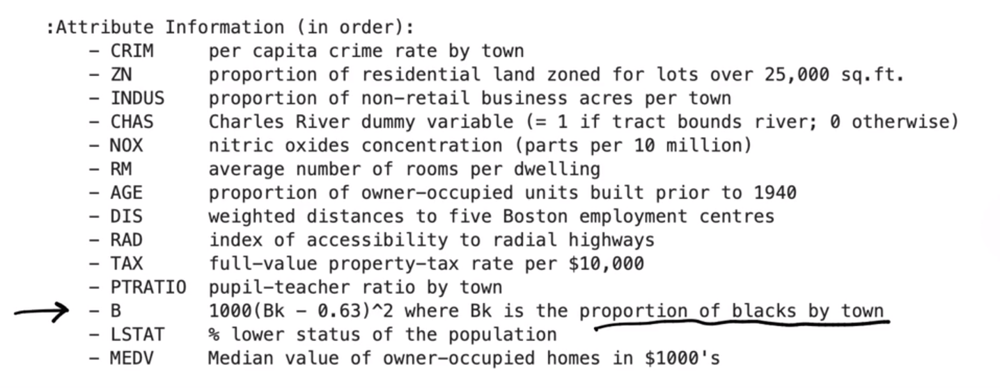 :Attribute Information (in order):
- CRIM per capita crime rate by town
- ZN proportion of residential land zoned for lots over 25,000 sq.ft.
- INDUS proportion of non-retail business acres per town
- CHAS Charles River dummy variable (= 1 if tract bounds river; 0 otherwise)
- NOX nitric oxides concentration (parts per 10 million)
- RM average number of rooms per dwelling
- AGE proportion of owner-occupied units built prior to 1940
- DIS weighted distances to five Boston employment centres
- RAD index of accessibility to radial highways
- TAX full-value property-tax rate per $10,000
- PTRATIO pupil-teacher ratio by town
- B 1000(Bk - 0.63)^2 where Bk is the proportion of blacks by town
- LSTAT % lower status of the population
- MEDV Median value of owner-occupied homes in $1000's